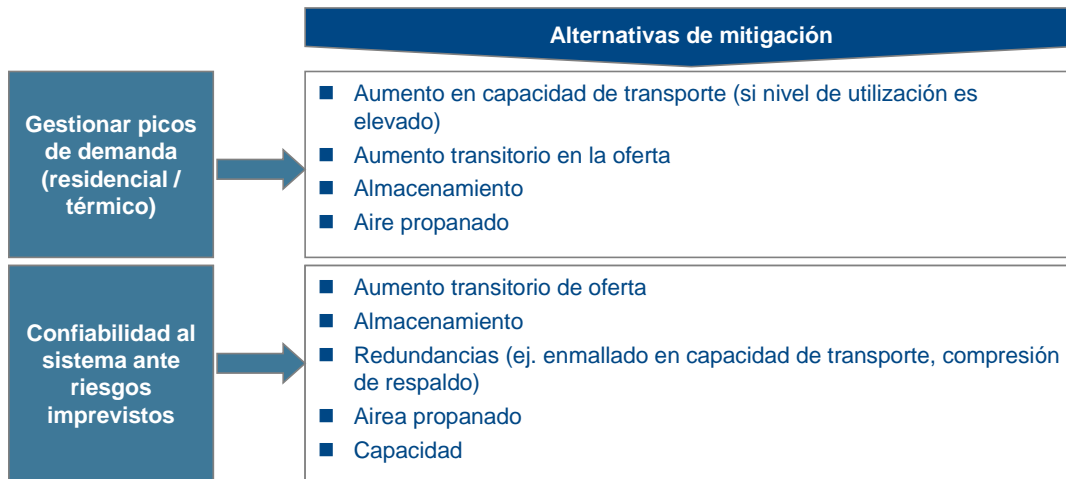 Alternativas de mitigación
Gestionar picos
de demanda
(residencial /
térmico)
■ Aumento en capacidad de transporte (si nivel de utilización es
elevado)
■ Aumento transitorio en la oferta
■ Almacenamiento
■ Aire propanado
Confiabilidad al
sistema ante
riesgos
imprevistos
■ Aumento transitorio de oferta
■ Almacenamiento
■ Redundancias (ej. enmallado en capacidad de transporte, compresión
de respaldo)
■ Airea propanado
■ Capacidad